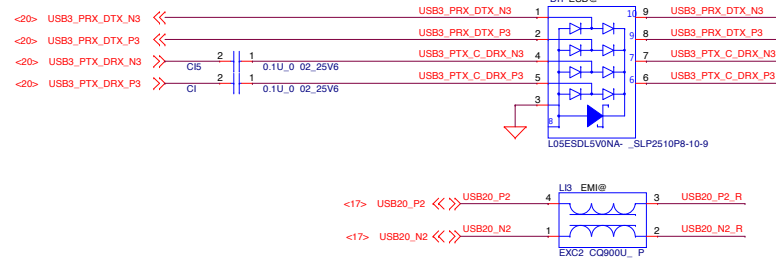 <20> USB3_PRX_DTX_N3 USB3_PRX_DTX_N3 1 10 9 USB3_PRX_DTX_N3
<20> USB3_PRX_DTX_P3 USB3_PRX_DTX_P3 2 9 8 USB3_PRX_DTX_P3
<20> USB3_PTX_DRX_N3 2 1 USB3_PTX_C_DRX_N3 4 7 7 USB3_PTX_C_DRX_N3
CI5 0.1U_0 02_25V6
<20> USB3_PTX_DRX_P3 2 1 USB3_PTX_C_DRX_P3 5 6 6 USB3_PTX_C_DRX_P3
CI 0.1U_0 02_25V6
3
8
L05ESDL5V0NA- _SLP2510P8-10-9
LI3 EMI@
<17> USB20_P2 USB20_P2 4 3 USB20_P2_R
<17> USB20_N2 USB20_N2 1 2 USB20_N2_R
EXC2 CQ900U_ P